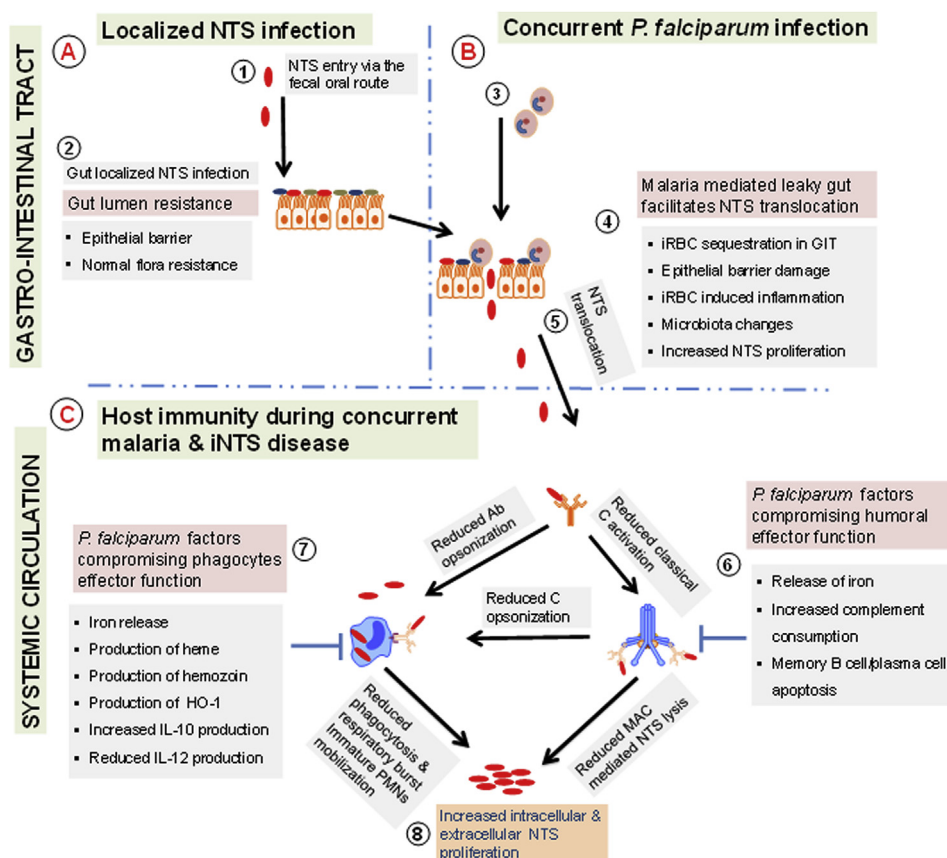 GASTRO-INTESTINAL TRACT
A
Localized NTS infection
1
NTS entry via the
fecal oral route
2
Gut localized NTS infection
Gut lumen resistance
▪ Epithelial barrier
▪ Normal flora resistance
B
Concurrent P. falciparum infection
3
4
Malaria mediated leaky gut
facilitates NTS translocation
▪ iRBC sequestration in GIT
▪ Epithelial barrier damage
▪ iRBC induced inflammation
▪ Microbiota changes
▪ Increased NTS proliferation
5
NTS
translocation
SYSTEMIC CIRCULATION
C
Host immunity during concurrent
malaria & iNTS disease
P. falciparum factors
compromising phagocytes
effector function
7
▪ Iron release
▪ Production of heme
▪ Production of hemozoin
▪ Production of HO-1
▪ Increased IL-10 production
▪ Reduced IL-12 production
Reduced Ab
opsonization
Reduced classical
C activation
Reduced C
opsonization
P. falciparum factors
compromising humoral
effector function
6
▪ Release of iron
▪ Increased complement
consumption
▪ Memory B cell/plasma cell
apoptosis
Reduced
phagocytosis &
respiratory burst
Immature PMNs
mobilization
Reduced MAC
mediated NTS lysis
8
Increased intracellular &
extracellular NTS
proliferation